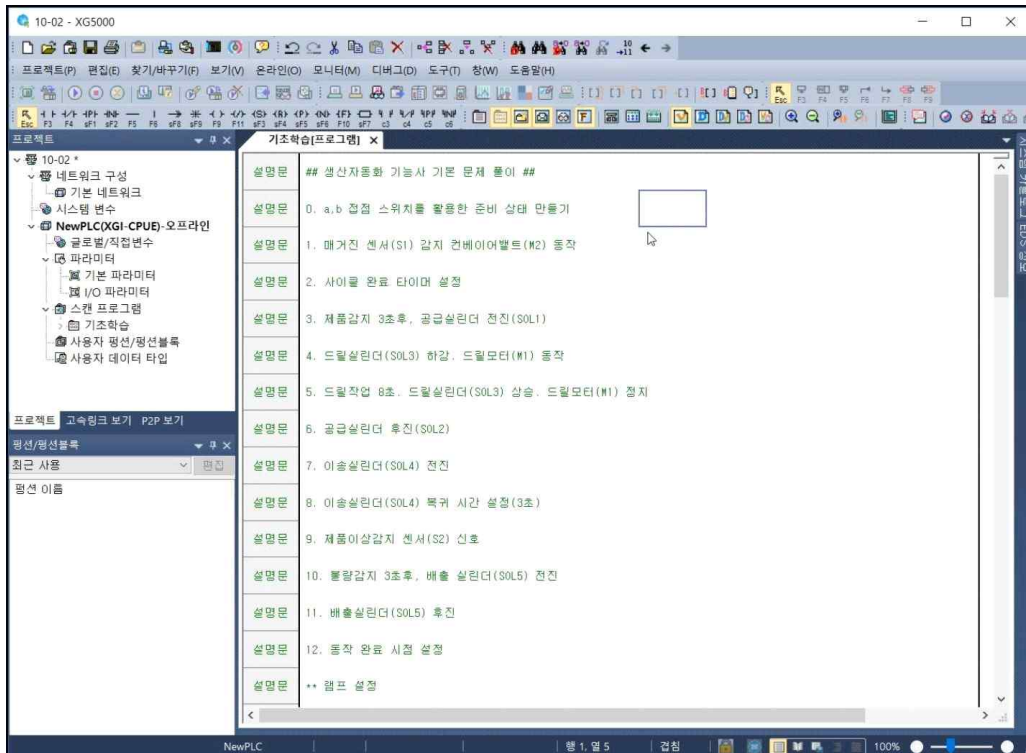 10-02 - XG5000
프로젝트(P) 편집(E) 찾기/바꾸기(F) 보기(V) 온라인(O) 모니터(M) 디버그(D) 도구(T) 창(W) 도움말(H)
프로젝트
기초학습[프로그램]
10-02 *
네트워크 구성
기본 네트워크
시스템 변수
NewPLC(XGI-CPUE)-오프라인
글로벌/직접변수
파라미터
기본 파라미터
I/O 파라미터
스캔 프로그램
기초학습
사용자 펑션/펑션블록
사용자 데이터 타입
프로젝트 고속링크 보기 P2P 보기
펑션/펑션블록
최근 사용 편집
펑션 이름
설명문 ## 생산자동화 기능사 기본 문제 풀이 ##
설명문 0. a,b 접점 스위치를 활용한 준비 상태 만들기
설명문 1. 매거진 센서(S1) 감지 컨베이어밸트(M2) 동작
설명문 2. 사이클 완료 타이머 설정
설명문 3. 제품감지 3초후, 공급실린더 전진(SOL1)
설명문 4. 드릴실린더(SOL3) 하강. 드릴모터(M1) 동작
설명문 5. 드릴작업 8초. 드릴실린더(SOL3) 상승. 드릴모터(M1) 정지
설명문 6. 공급실린더 후진(SOL2)
설명문 7. 이송실린더(SOL4) 전진
설명문 8. 이송실린더(SOL4) 복귀 시간 설정(3초)
설명문 9. 제품이상감지 센서(S2) 신호
설명문 10. 불량감지 3초후, 배출 실린더(SOL5) 전진
설명문 11. 배출실린더(SOL5) 후진
설명문 12. 동작 완료 시점 설정
설명문 ** 램프 설정
NewPLC 행 1, 열 5 겹침 100%